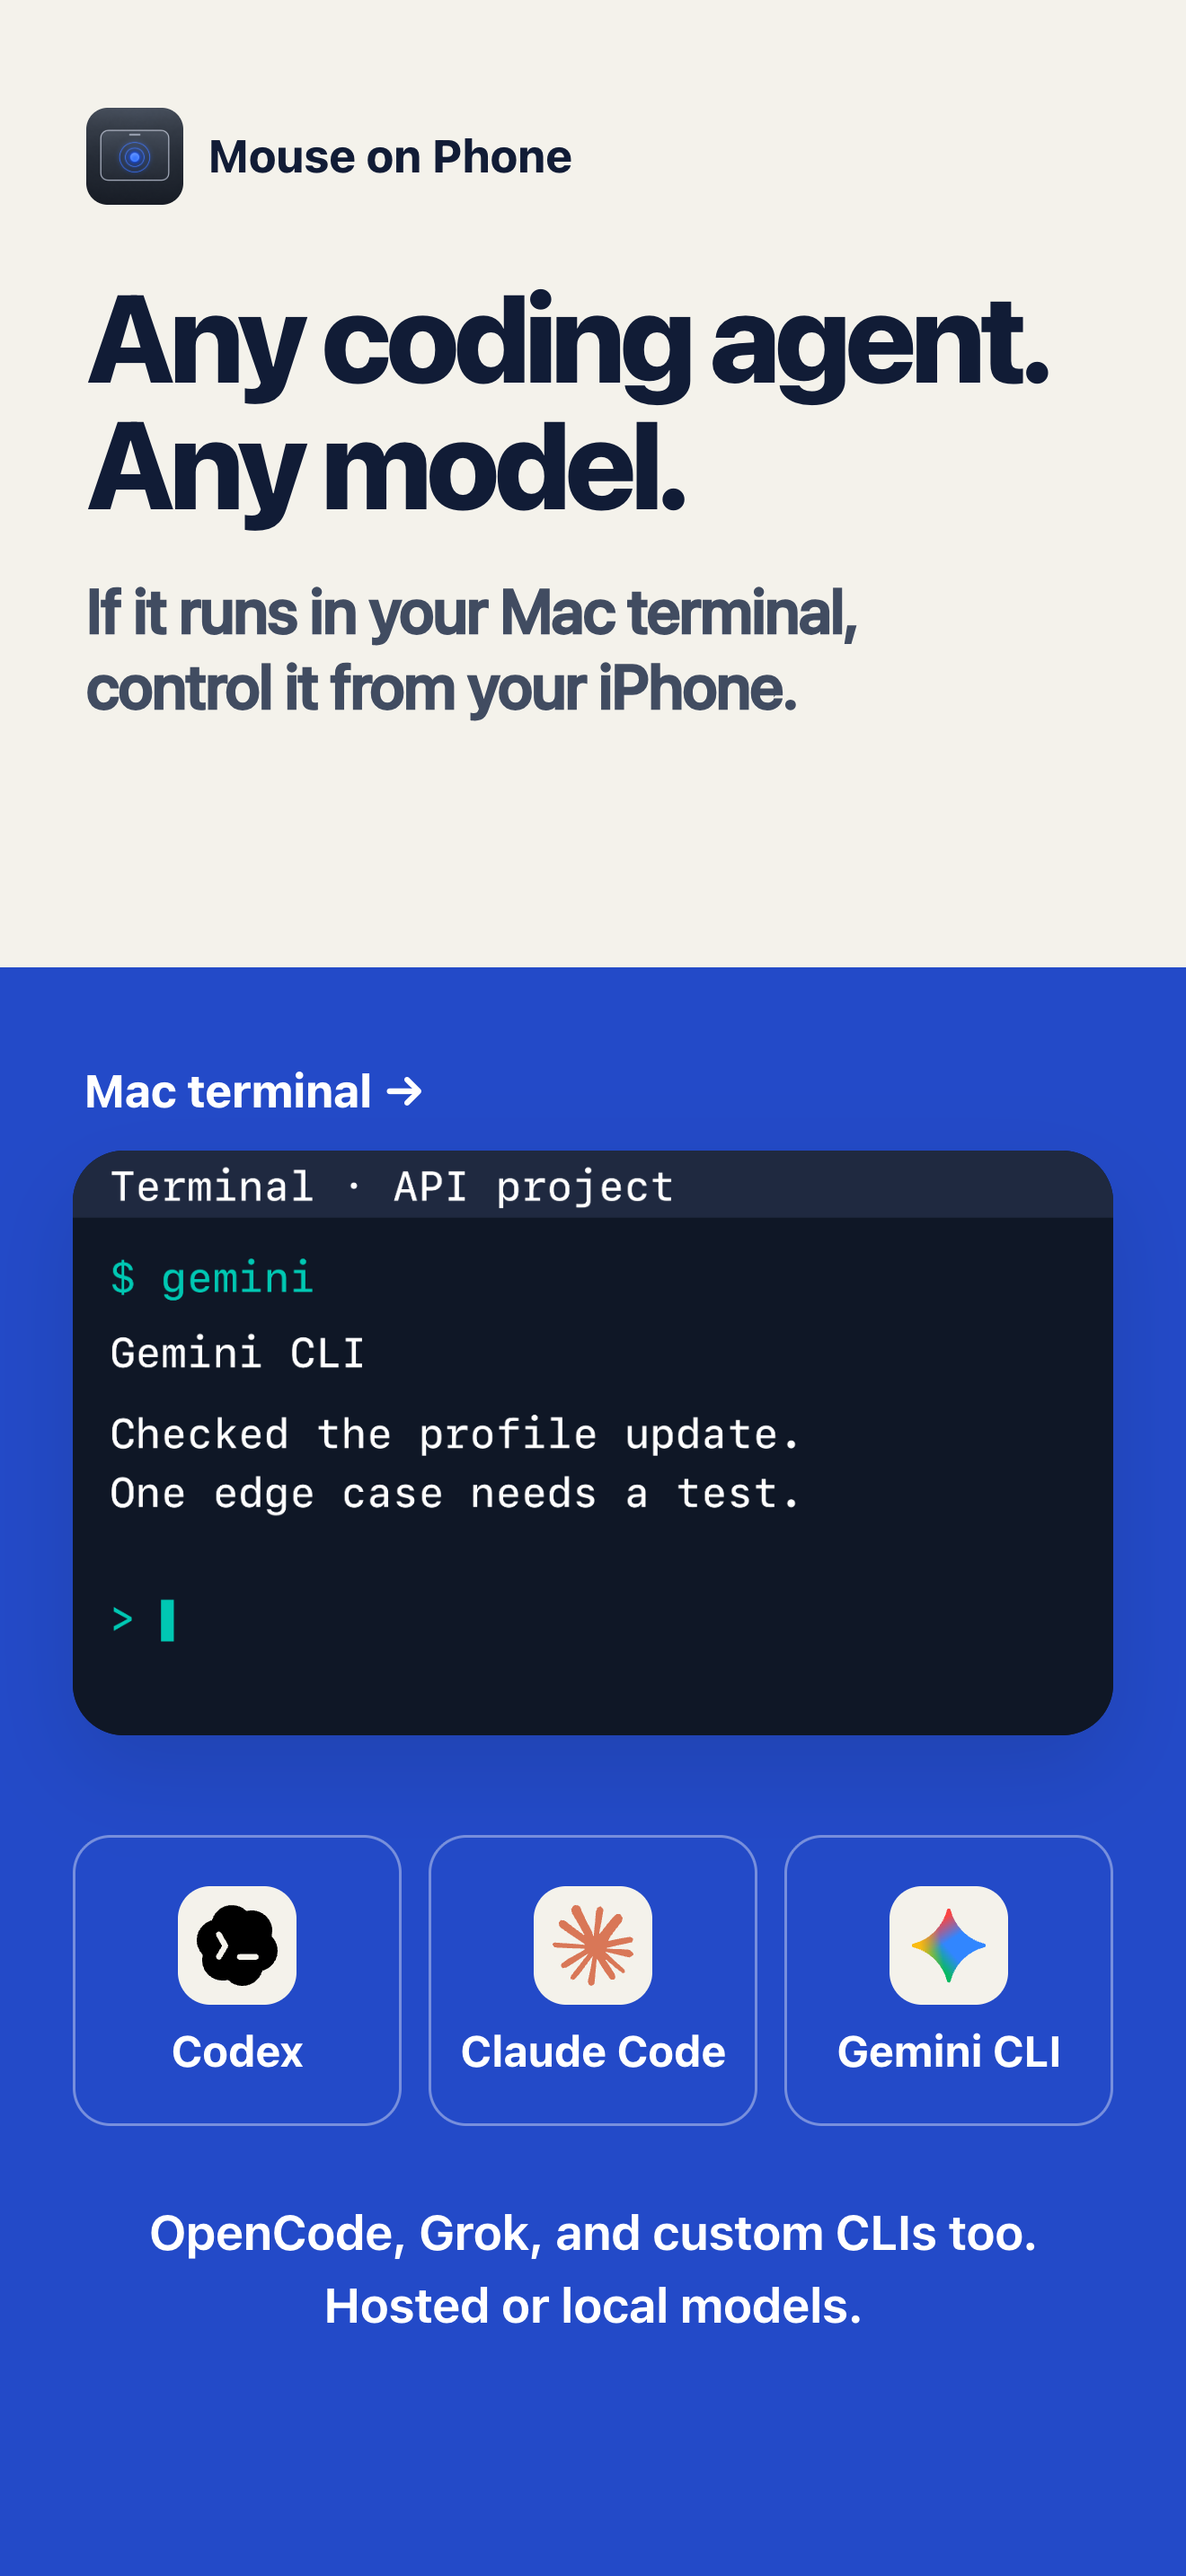 Mouse on Phone
Any coding agent.
Any model.
If it runs in your Mac terminal,
control it from your iPhone.
Mac terminal →
Terminal · API project
$ gemini
Gemini CLI
Checked the profile update.
One edge case needs a test.
>
Codex
Claude Code
Gemini CLI
OpenCode, Grok, and custom CLIs too.
Hosted or local models.